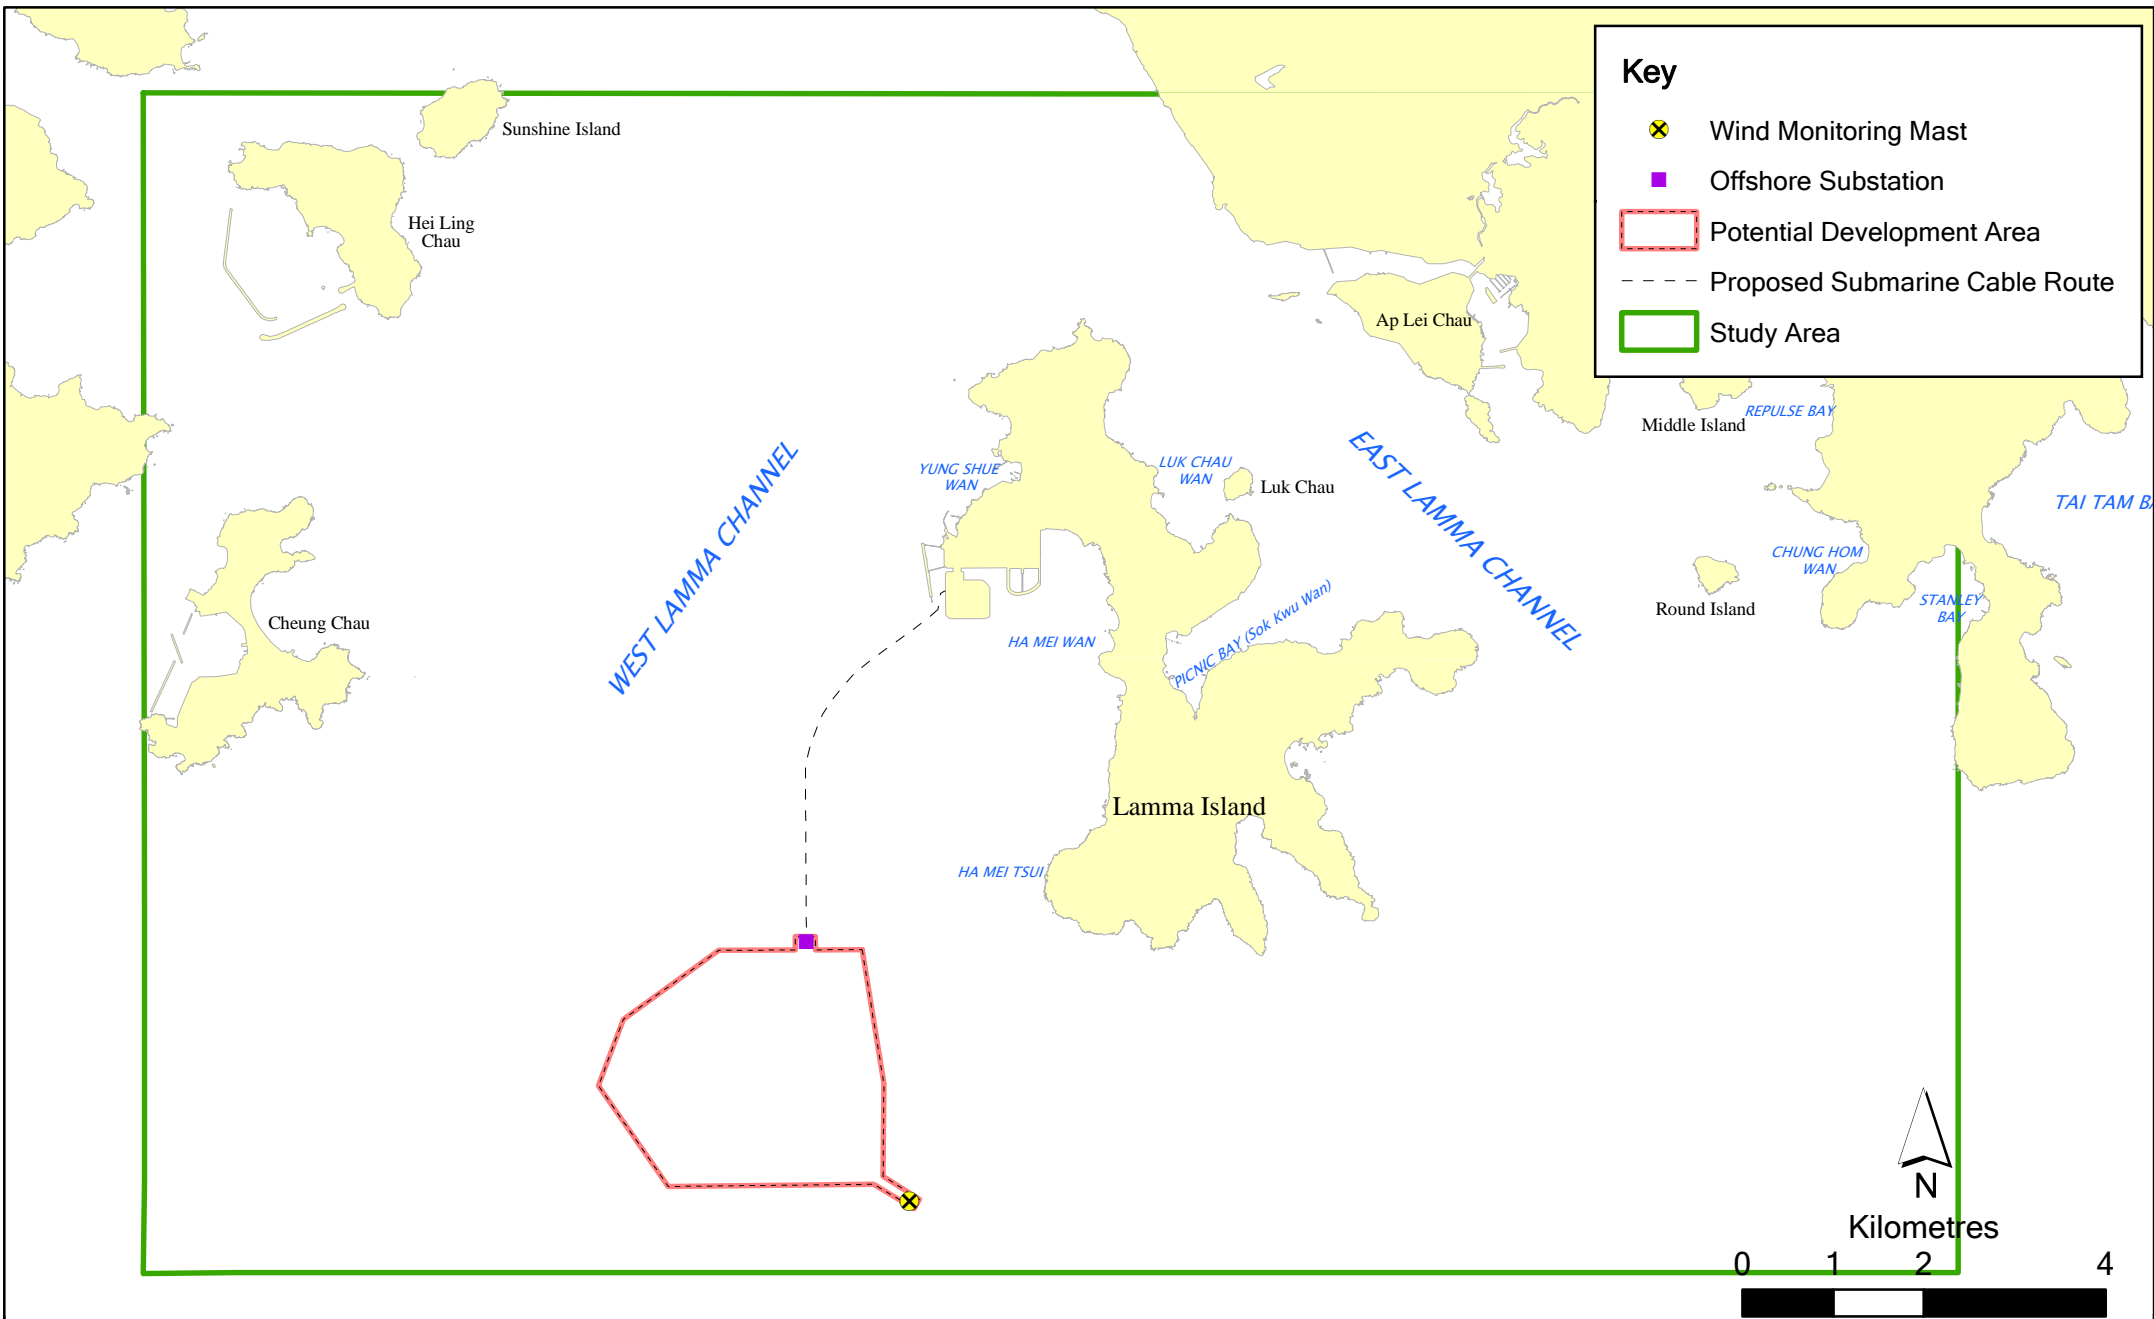 Key
Wind Monitoring Mast
Offshore Substation
Potential Development Area
Proposed Submarine Cable Route
Study Area
Sunshine Island
Hei Ling
Chau
Ap Lei Chau
Middle Island
REPULSE BAY
YUNG SHUE
WAN
LUK CHAU
WAN
Luk Chau
WEST LAMMA CHANNEL
EAST LAMMA CHANNEL
TAI TAM BA
CHUNG HOM
WAN
Round Island
STANLEY
BAY
Cheung Chau
HA MEI WAN
PICNIC BAY (Sok Kwu Wan)
Lamma Island
HA MEI TSUI
N
Kilometres
0 1 2 4